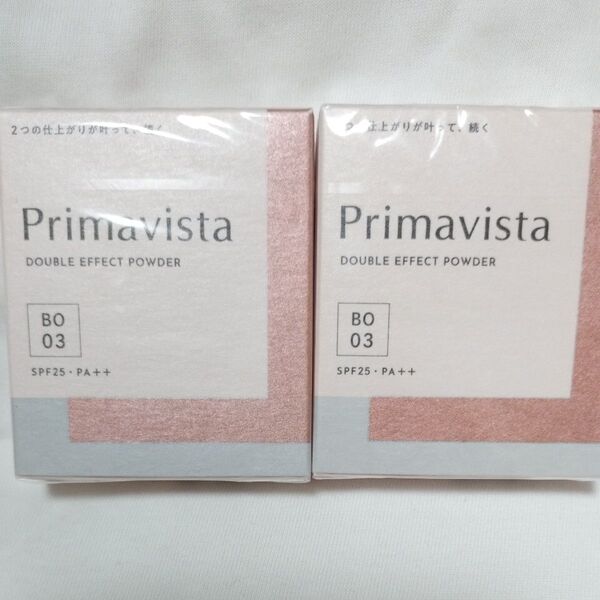 2つの仕上がりが叶って、続く
Primavista
DOUBLE EFFECT POWDER
BO
03
SPF25・PA++
仕上がりが叶って、続く
Primavista
DOUBLE EFFECT POWDER
BO
03
SPF25・PA++